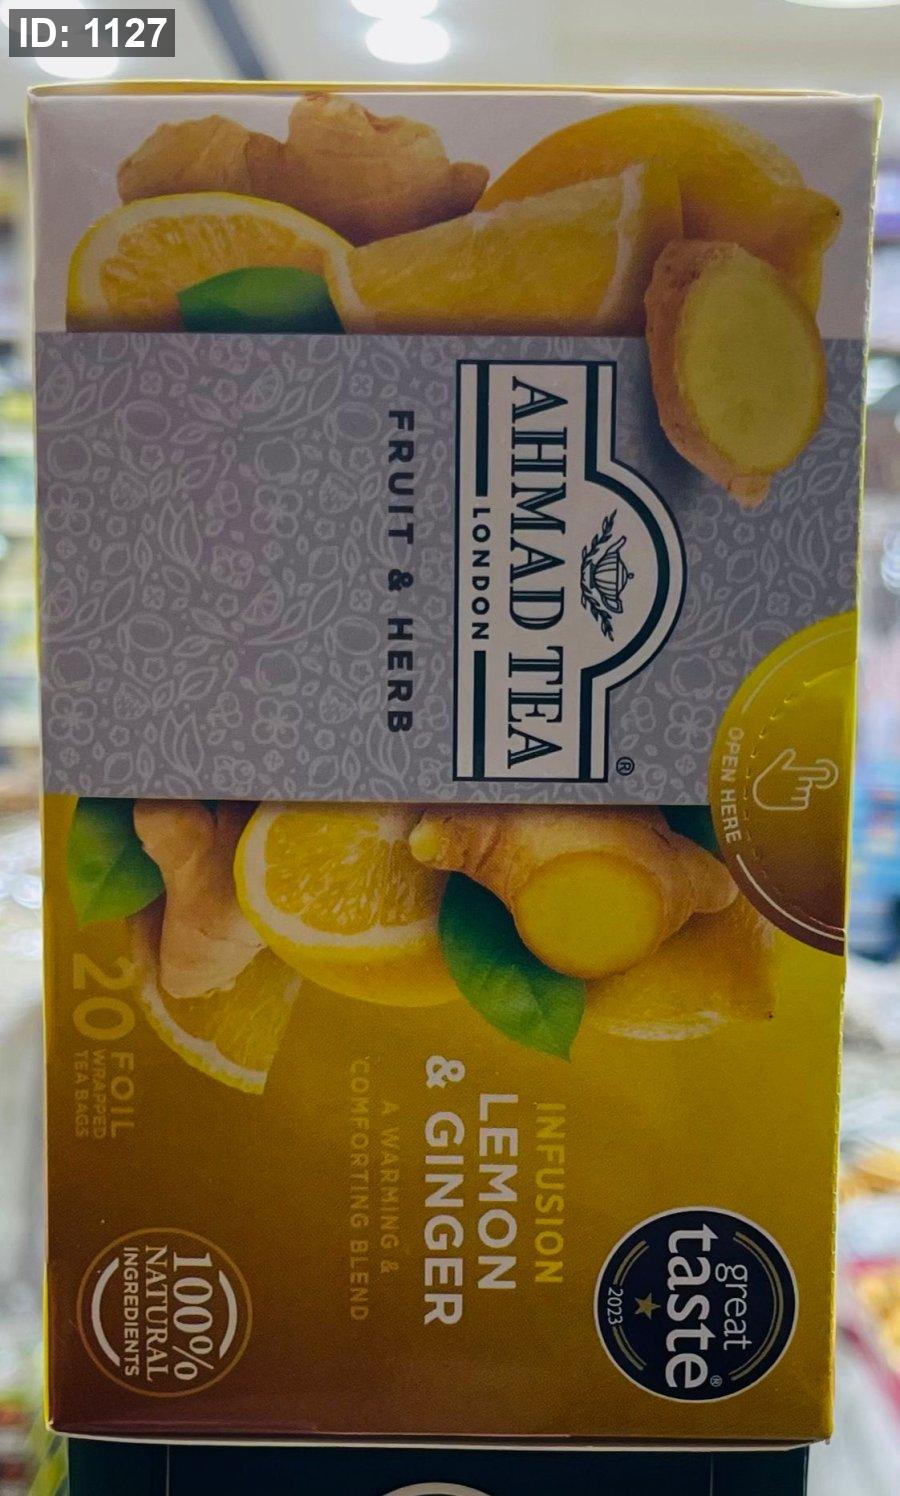 ID: 1127
AHMAD TEA
®
LONDON
FRUIT & HERB
OPEN HERE
great
taste®
2023
INFUSION
LEMON
& GINGER
A WARMING &
COMFORTING BLEND
20 FOIL
WRAPPED
TEA BAGS
100%
NATURAL
INGREDIENTS